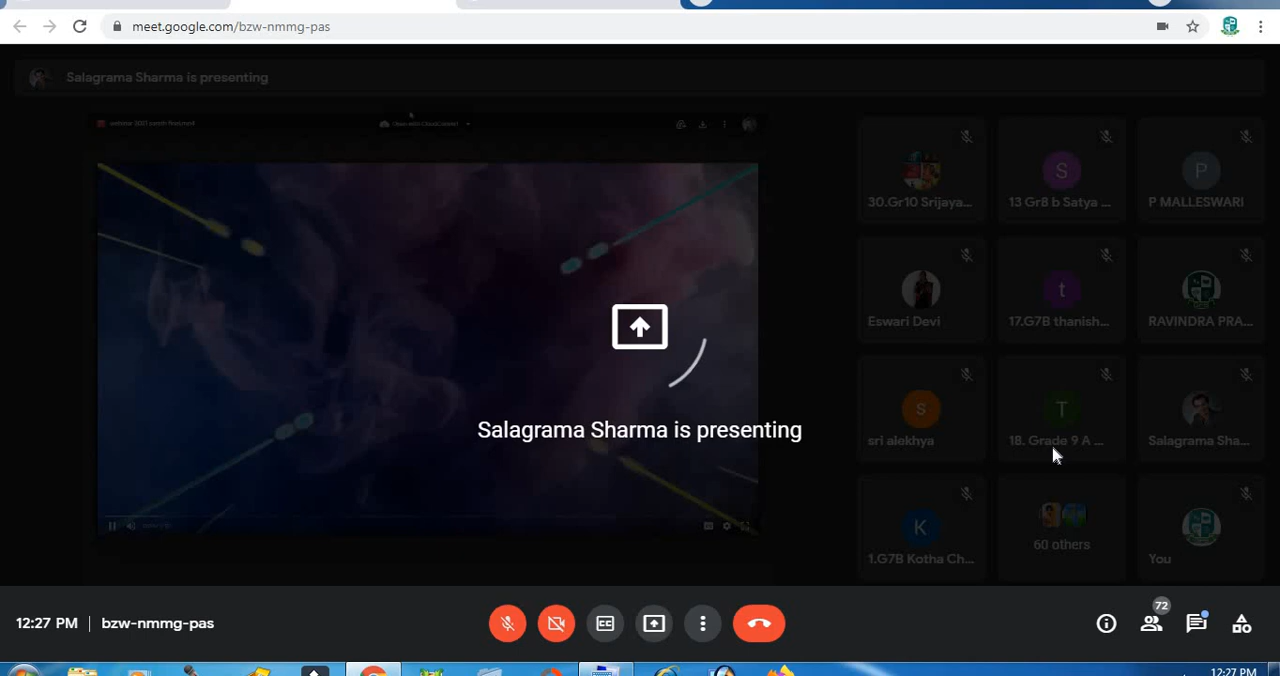 meet.google.com/bzw-nmmg-pas
Salagrama Sharma is presenting
30.Gr10 Srijaya...
S
13 Gr8 b Satya ...
P
P MALLESWARI
Eswari Devi
t
17.G7B thanish...
RAVINDRA PRA...
Salagrama Sharma is presenting
s
sri alekhya
T
18. Grade 9 A ...
Salagrama Sha...
K
1.G7B Kotha Ch...
60 others
You
12:27 PM | bzw-nmmg-pas
72
12:27 PM